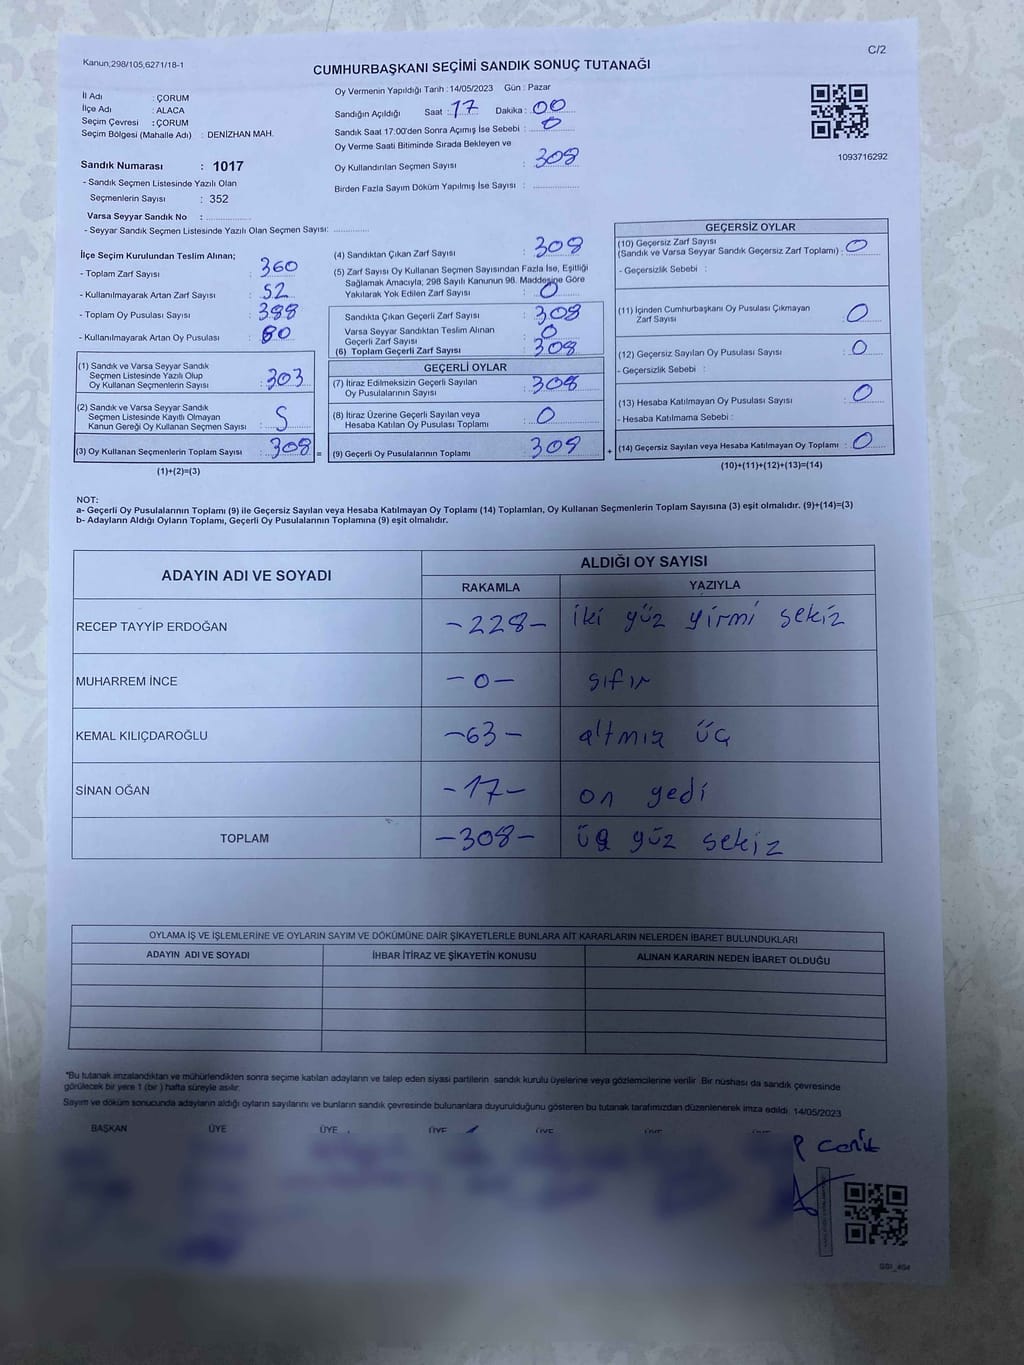 C/2
Kanun;298/105,6271/18-1
CUMHURBAŞKANI SEÇİMİ SANDIK SONUÇ TUTANAĞI
İl Adı : ÇORUM
İlçe Adı : ALACA
Seçim Çevresi : ÇORUM
Seçim Bölgesi (Mahalle Adı) : DENİZHAN MAH.
Sandık Numarası : 1017
- Sandık Seçmen Listesinde Yazılı Olan
Seçmenlerin Sayısı : 352
Varsa Seyyar Sandık No :
- Seyyar Sandık Seçmen Listesinde Yazılı Olan Seçmen Sayısı:
Oy Vermenin Yapıldığı Tarih : 14/05/2023 Gün : Pazar
Sandığın Açıldığı Saat : 17 Dakika : 00
Sandık Saat 17.00'den Sonra Açımış İse Sebebi : 0
Oy Verme Saati Bitiminde Sırada Bekleyen ve
Oy Kullandırılan Seçmen Sayısı : 308
Birden Fazla Sayım Döküm Yapılmış İse Sayısı :
1093716292
İlçe Seçim Kurulundan Teslim Alınan;
- Toplam Zarf Sayısı : 360
- Kullanılmayarak Artan Zarf Sayısı : 52
- Toplam Oy Pusulası Sayısı : 388
- Kullanılmayarak Artan Oy Pusulası : 80
(1) Sandık ve Varsa Seyyar Sandık
Seçmen Listesinde Yazılı Olup
Oy Kullanan Seçmenlerin Sayısı : 303
(2) Sandık ve Varsa Seyyar Sandık
Seçmen Listesinde Kayıtlı Olmayan
Kanun Gereği Oy Kullanan Seçmen Sayısı : 5
(3) Oy Kullanan Seçmenlerin Toplam Sayısı : 308 =
(1)+(2)=(3)
(4) Sandıktan Çıkan Zarf Sayısı : 308
(5) Zarf Sayısı Oy Kullanan Seçmen Sayısından Fazla İse, Eşitliği
Sağlamak Amacıyla, 298 Sayılı Kanunun 98. Maddesine Göre
Yakılarak Yok Edilen Zarf Sayısı : 0
Sandıkta Çıkan Geçerli Zarf Sayısı : 308
Varsa Seyyar Sandıktan Teslim Alınan
Geçerli Zarf Sayısı : 0
(6) Toplam Geçerli Zarf Sayısı : 308
GEÇERLİ OYLAR
(7) İtiraz Edilmeksizin Geçerli Sayılan
Oy Pusulalarının Sayısı : 308
(8) İtiraz Üzerine Geçerli Sayılan veya
Hesaba Katılan Oy Pusulası Toplamı : 0
(9) Geçerli Oy Pusulalarının Toplamı : 308 +
GEÇERSİZ OYLAR
(10) Geçersiz Zarf Sayısı
(Sandık ve Varsa Seyyar Sandık Geçersiz Zarf Toplamı) : 0
- Geçersizlik Sebebi :
(11) İçinden Cumhurbaşkanı Oy Pusulası Çıkmayan
Zarf Sayısı : 0
(12) Geçersiz Sayılan Oy Pusulası Sayısı : 0
- Geçersizlik Sebebi :
(13) Hesaba Katılmayan Oy Pusulası Sayısı : 0
- Hesaba Katılmama Sebebi :
(14) Geçersiz Sayılan veya Hesaba Katılmayan Oy Toplamı : 0
(10)+(11)+(12)+(13)=(14)
NOT:
a- Geçerli Oy Pusulalarının Toplamı (9) ile Geçersiz Sayılan veya Hesaba Katılmayan Oy Toplamı (14) Toplamları, Oy Kullanan Seçmenlerin Toplam Sayısına (3) eşit olmalıdır. (9)+(14)=(3)
b- Adayların Aldığı Oyların Toplamı, Geçerli Oy Pusulalarının Toplamına (9) eşit olmalıdır.
ADAYIN ADI VE SOYADI
ALDIĞI OY SAYISI
RAKAMLA YAZIYLA
RECEP TAYYİP ERDOĞAN -228- iki yüz yirmi sekiz
MUHARREM İNCE -0- sıfır
KEMAL KILIÇDAROĞLU -63- altmış üç
SİNAN OĞAN -17- on yedi
TOPLAM -308- üç yüz sekiz
OYLAMA İŞ VE İŞLEMLERİNE VE OYLARIN SAYIM VE DÖKÜMÜNE DAİR ŞİKAYETLERLE BUNLARA AİT KARARLARIN NELERDEN İBARET BULUNDUKLARI
ADAYIN ADI VE SOYADI İHBAR İTİRAZ VE ŞİKAYETİN KONUSU ALINAN KARARIN NEDEN İBARET OLDUĞU
*Bu tutanak imzalandıktan ve mühürlendikten sonra seçime katılan adayların ve talep eden siyasi partilerin sandık kurulu üyelerine veya gözlemcilerine verilir. Bir nüshası da sandık çevresinde
görülecek bir yere 1 (bir ) hafta süreyle asılır.
Sayım ve döküm sonucunda adayların aldığı oyların sayılarını ve bunların sandık çevresinde bulunanlara duyurulduğunu gösteren bu tutanak tarafımızdan düzenlenerek imza edildi. 14/05/2023
BAŞKAN ÜYE ÜYE ÜYE ÜYE ÜYE ÜYE